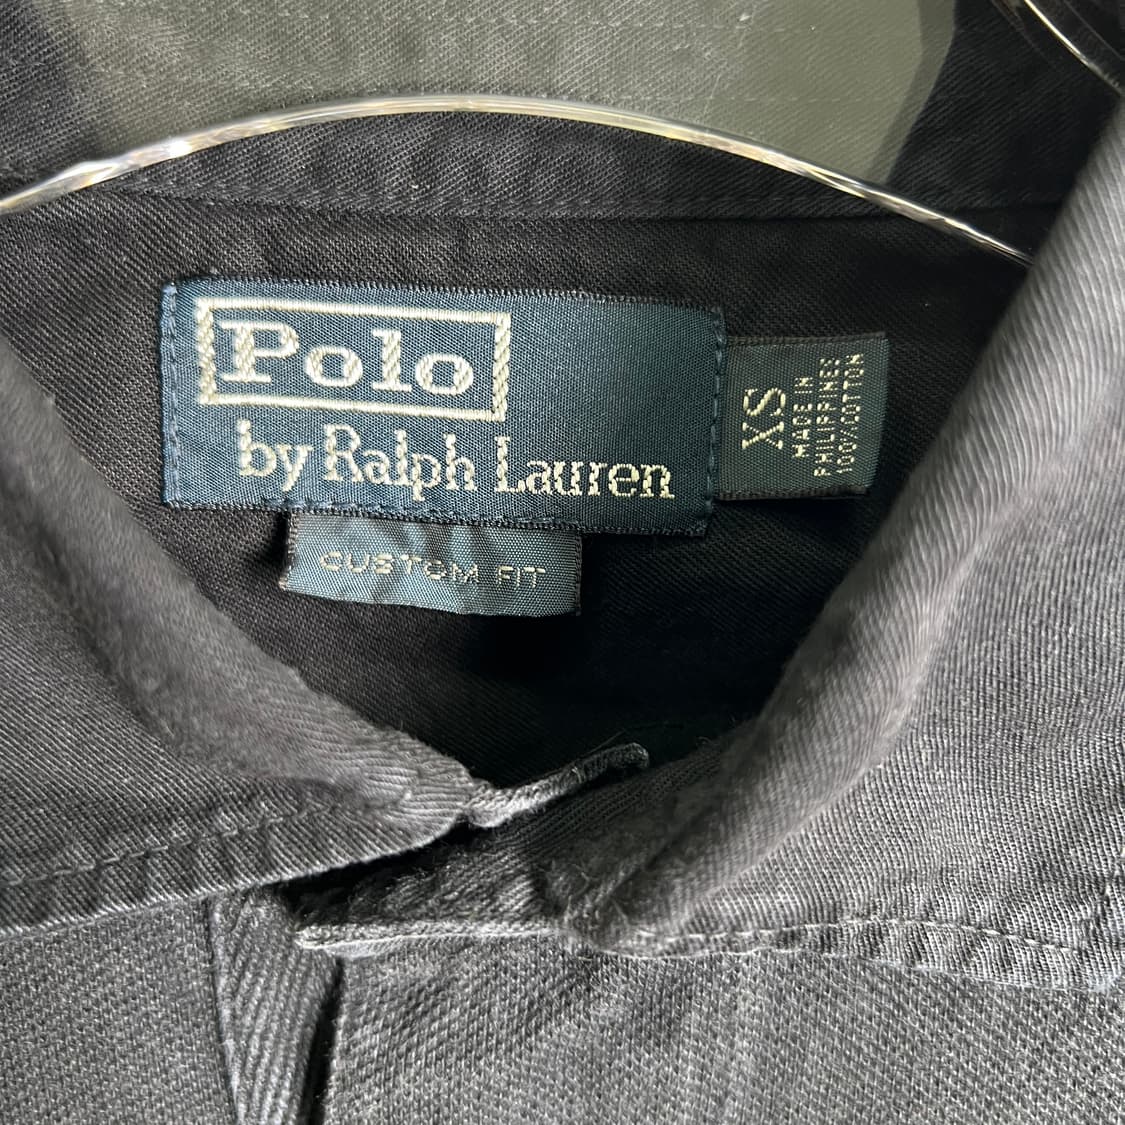 Polo
by Ralph Lauren
XS
MADE IN
PHILIPPINES
100% COTTON
CUSTOM FIT